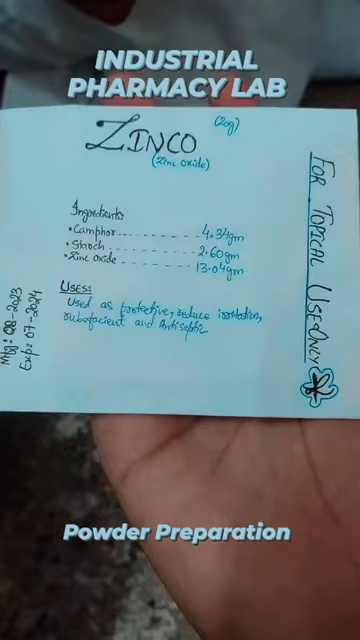 INDUSTRIAL
PHARMACY LAB
ZINCO
(20g)
(Zinc oxide)
Ingredients
•Camphor - - - - - - - - - - - 4.34gm
•Starch - - - - - - - - - - - 2.60gm
•Zinc oxide - - - - - - - 13.04gm
USES:
Used as protective, reduce irritation,
rubefacient and Antiseptic.
Mfg: 08-2023
Exp: 07-2024
FOR TOPICAL USE ONLY
Powder Preparation